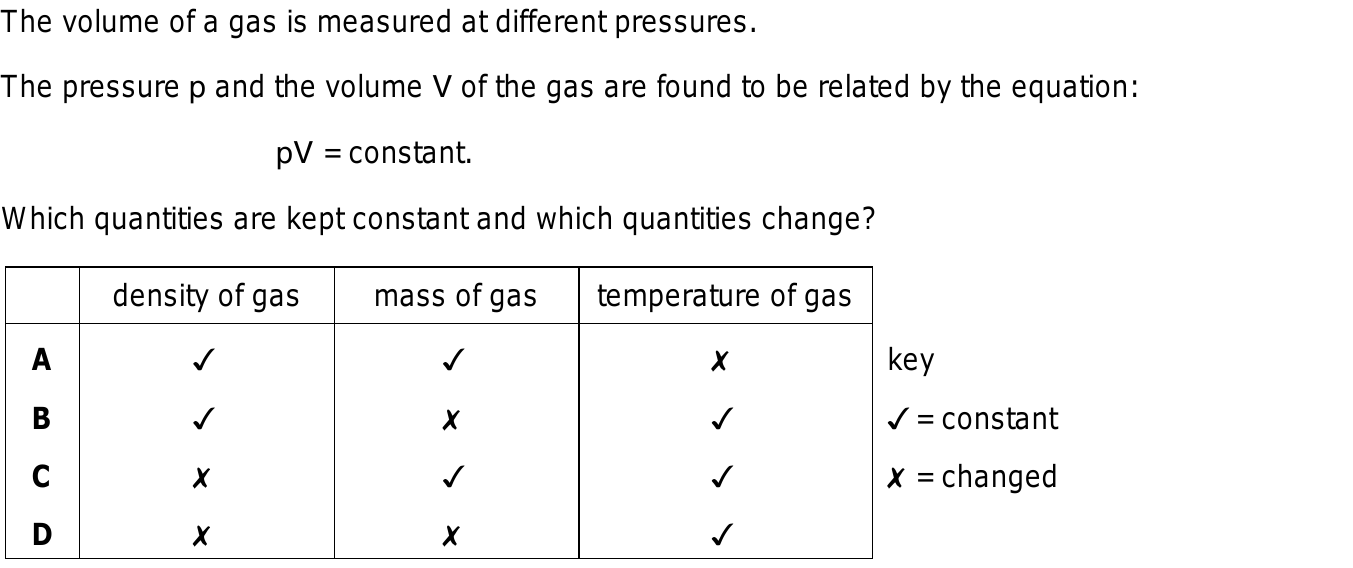 The volume of a gas is measured at different pressures.
The pressure p and the volume V of the gas are found to be related by the equation:
pV = constant.
Which quantities are kept constant and which quantities change?
density of gas mass of gas temperature of gas
A ✓ ✓ ✗ key
B ✓ ✗ ✓ ✓ = constant
C ✗ ✓ ✓ ✗ = changed
D ✗ ✗ ✓